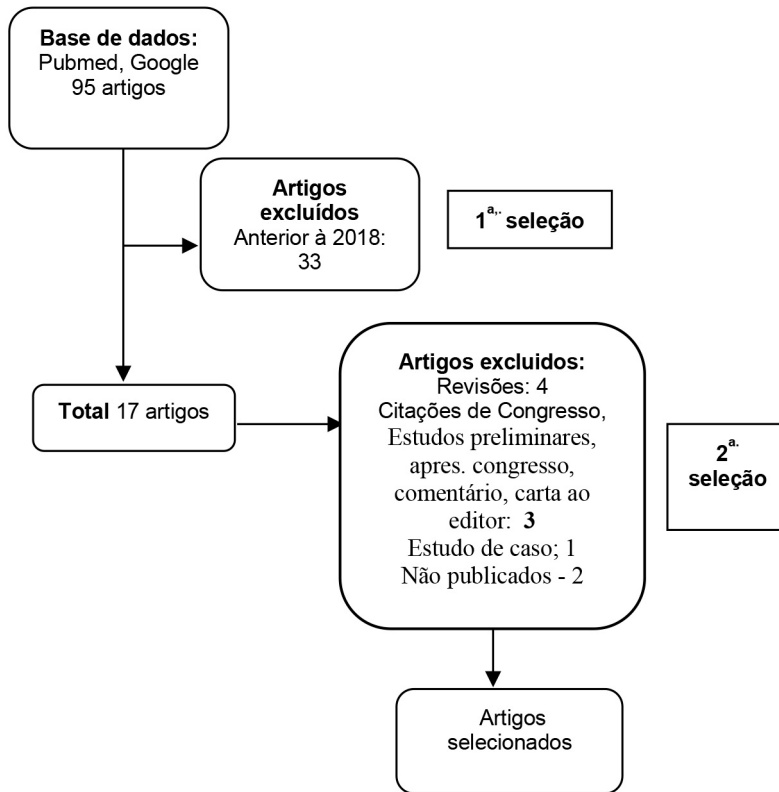 Base de dados:
Pubmed, Google
95 artigos
Artigos
excluídos
Anterior à 2018:
33
1ª,. seleção
Total 17 artigos
Artigos excluidos:
Revisões: 4
Citações de Congresso,
Estudos preliminares,
apres. congresso,
comentário, carta ao
editor: 3
Estudo de caso; 1
Não publicados - 2
2ª.
seleção
Artigos
selecionados